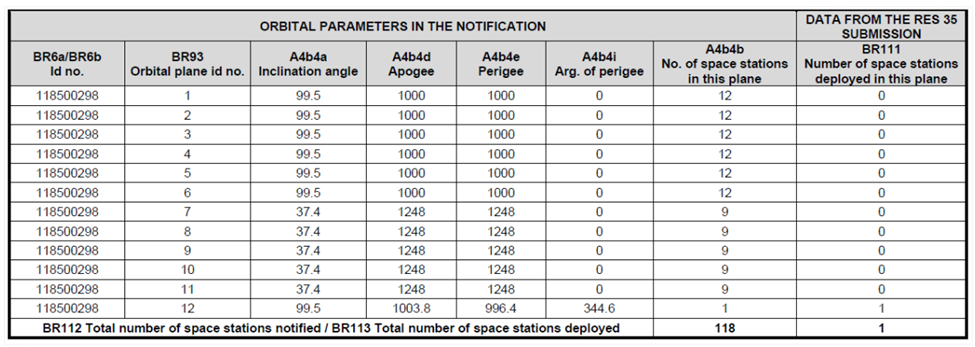 ORBITAL PARAMETERS IN THE NOTIFICATION DATA FROM THE RES 35 SUBMISSION
BR6a/BR6b Id no. BR93 Orbital plane id no. A4b4a Inclination angle A4b4d Apogee A4b4e Perigee A4b4i Arg. of perigee A4b4b No. of space stations in this plane BR111 Number of space stations deployed in this plane
118500298 1 99.5 1000 1000 0 12 0
118500298 2 99.5 1000 1000 0 12 0
118500298 3 99.5 1000 1000 0 12 0
118500298 4 99.5 1000 1000 0 12 0
118500298 5 99.5 1000 1000 0 12 0
118500298 6 99.5 1000 1000 0 12 0
118500298 7 37.4 1248 1248 0 9 0
118500298 8 37.4 1248 1248 0 9 0
118500298 9 37.4 1248 1248 0 9 0
118500298 10 37.4 1248 1248 0 9 0
118500298 11 37.4 1248 1248 0 9 0
118500298 12 99.5 1003.8 996.4 344.6 1 1
BR112 Total number of space stations notified / BR113 Total number of space stations deployed 118 1